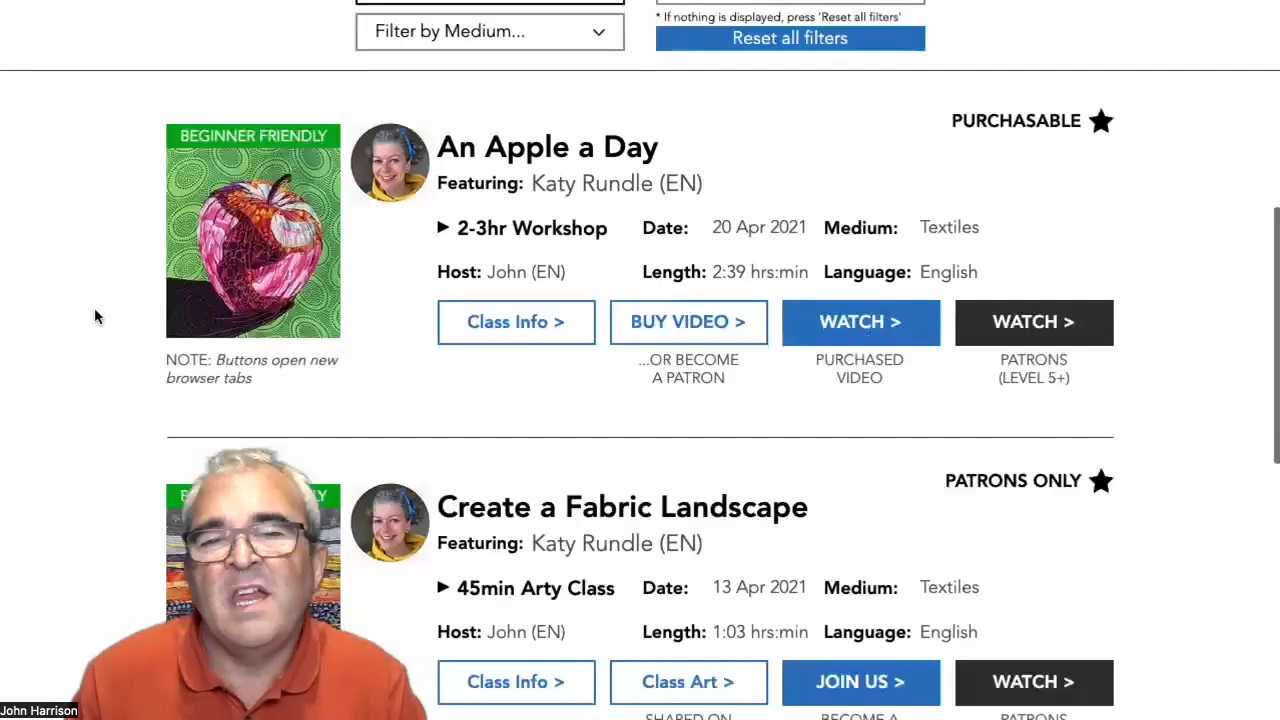 Filter by Medium...
* If nothing is displayed, press 'Reset all filters'
Reset all filters
PURCHASABLE
BEGINNER FRIENDLY
An Apple a Day
Featuring: Katy Rundle (EN)
2-3hr Workshop Date: 20 Apr 2021 Medium: Textiles
Host: John (EN) Length: 2:39 hrs:min Language: English
Class Info > BUY VIDEO > WATCH > WATCH >
NOTE: Buttons open new
browser tabs
...OR BECOME
A PATRON
PURCHASED
VIDEO
PATRONS
(LEVEL 5+)
PATRONS ONLY
Create a Fabric Landscape
Featuring: Katy Rundle (EN)
45min Arty Class Date: 13 Apr 2021 Medium: Textiles
Host: John (EN) Length: 1:03 hrs:min Language: English
Class Info > Class Art > JOIN US > WATCH >
SHARED ON BECOME A PATRONS
John Harrison